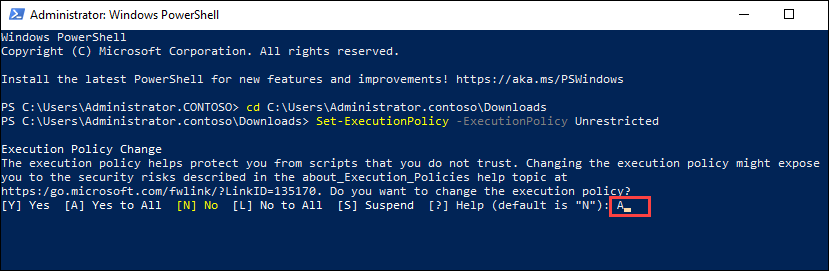 Administrator: Windows PowerShell
Windows PowerShell
Copyright (C) Microsoft Corporation. All rights reserved.
Install the latest PowerShell for new features and improvements! https://aka.ms/PSWindows
PS C:\Users\Administrator.CONTOSO> cd C:\Users\Administrator.contoso\Downloads
PS C:\Users\Administrator.contoso\Downloads> Set-ExecutionPolicy -ExecutionPolicy Unrestricted
Execution Policy Change
The execution policy helps protect you from scripts that you do not trust. Changing the execution policy might expose
you to the security risks described in the about_Execution_Policies help topic at
https:/go.microsoft.com/fwlink/?LinkID=135170. Do you want to change the execution policy?
[Y] Yes  [A] Yes to All  [N] No  [L] No to All  [S] Suspend  [?] Help (default is "N"): A